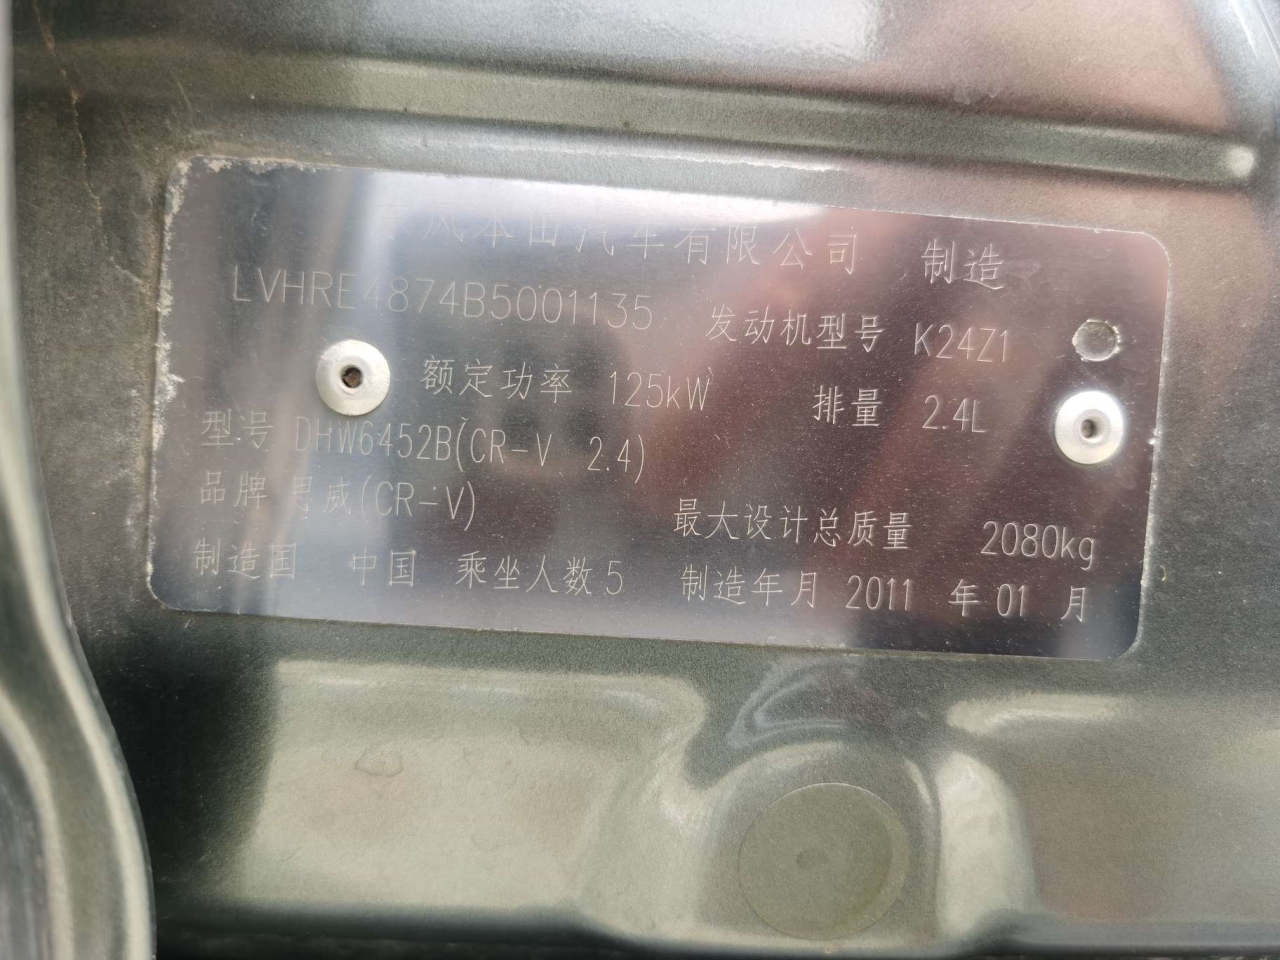 东风本田汽车有限公司 制造
LVHRE4874B5001135 发动机型号 K24Z1
额定功率 125kW 排量 2.4L
型号 DHW6452B(CR-V 2.4)
品牌 思威(CR-V) 最大设计总质量 2080kg
制造国 中国 乘坐人数 5 制造年月 2011 年 01 月